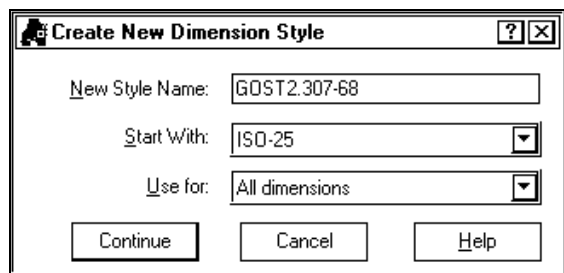 Create New Dimension Style
New Style Name: GOST2.307-68
Start With: ISO-25
Use for: All dimensions
Continue Cancel Help